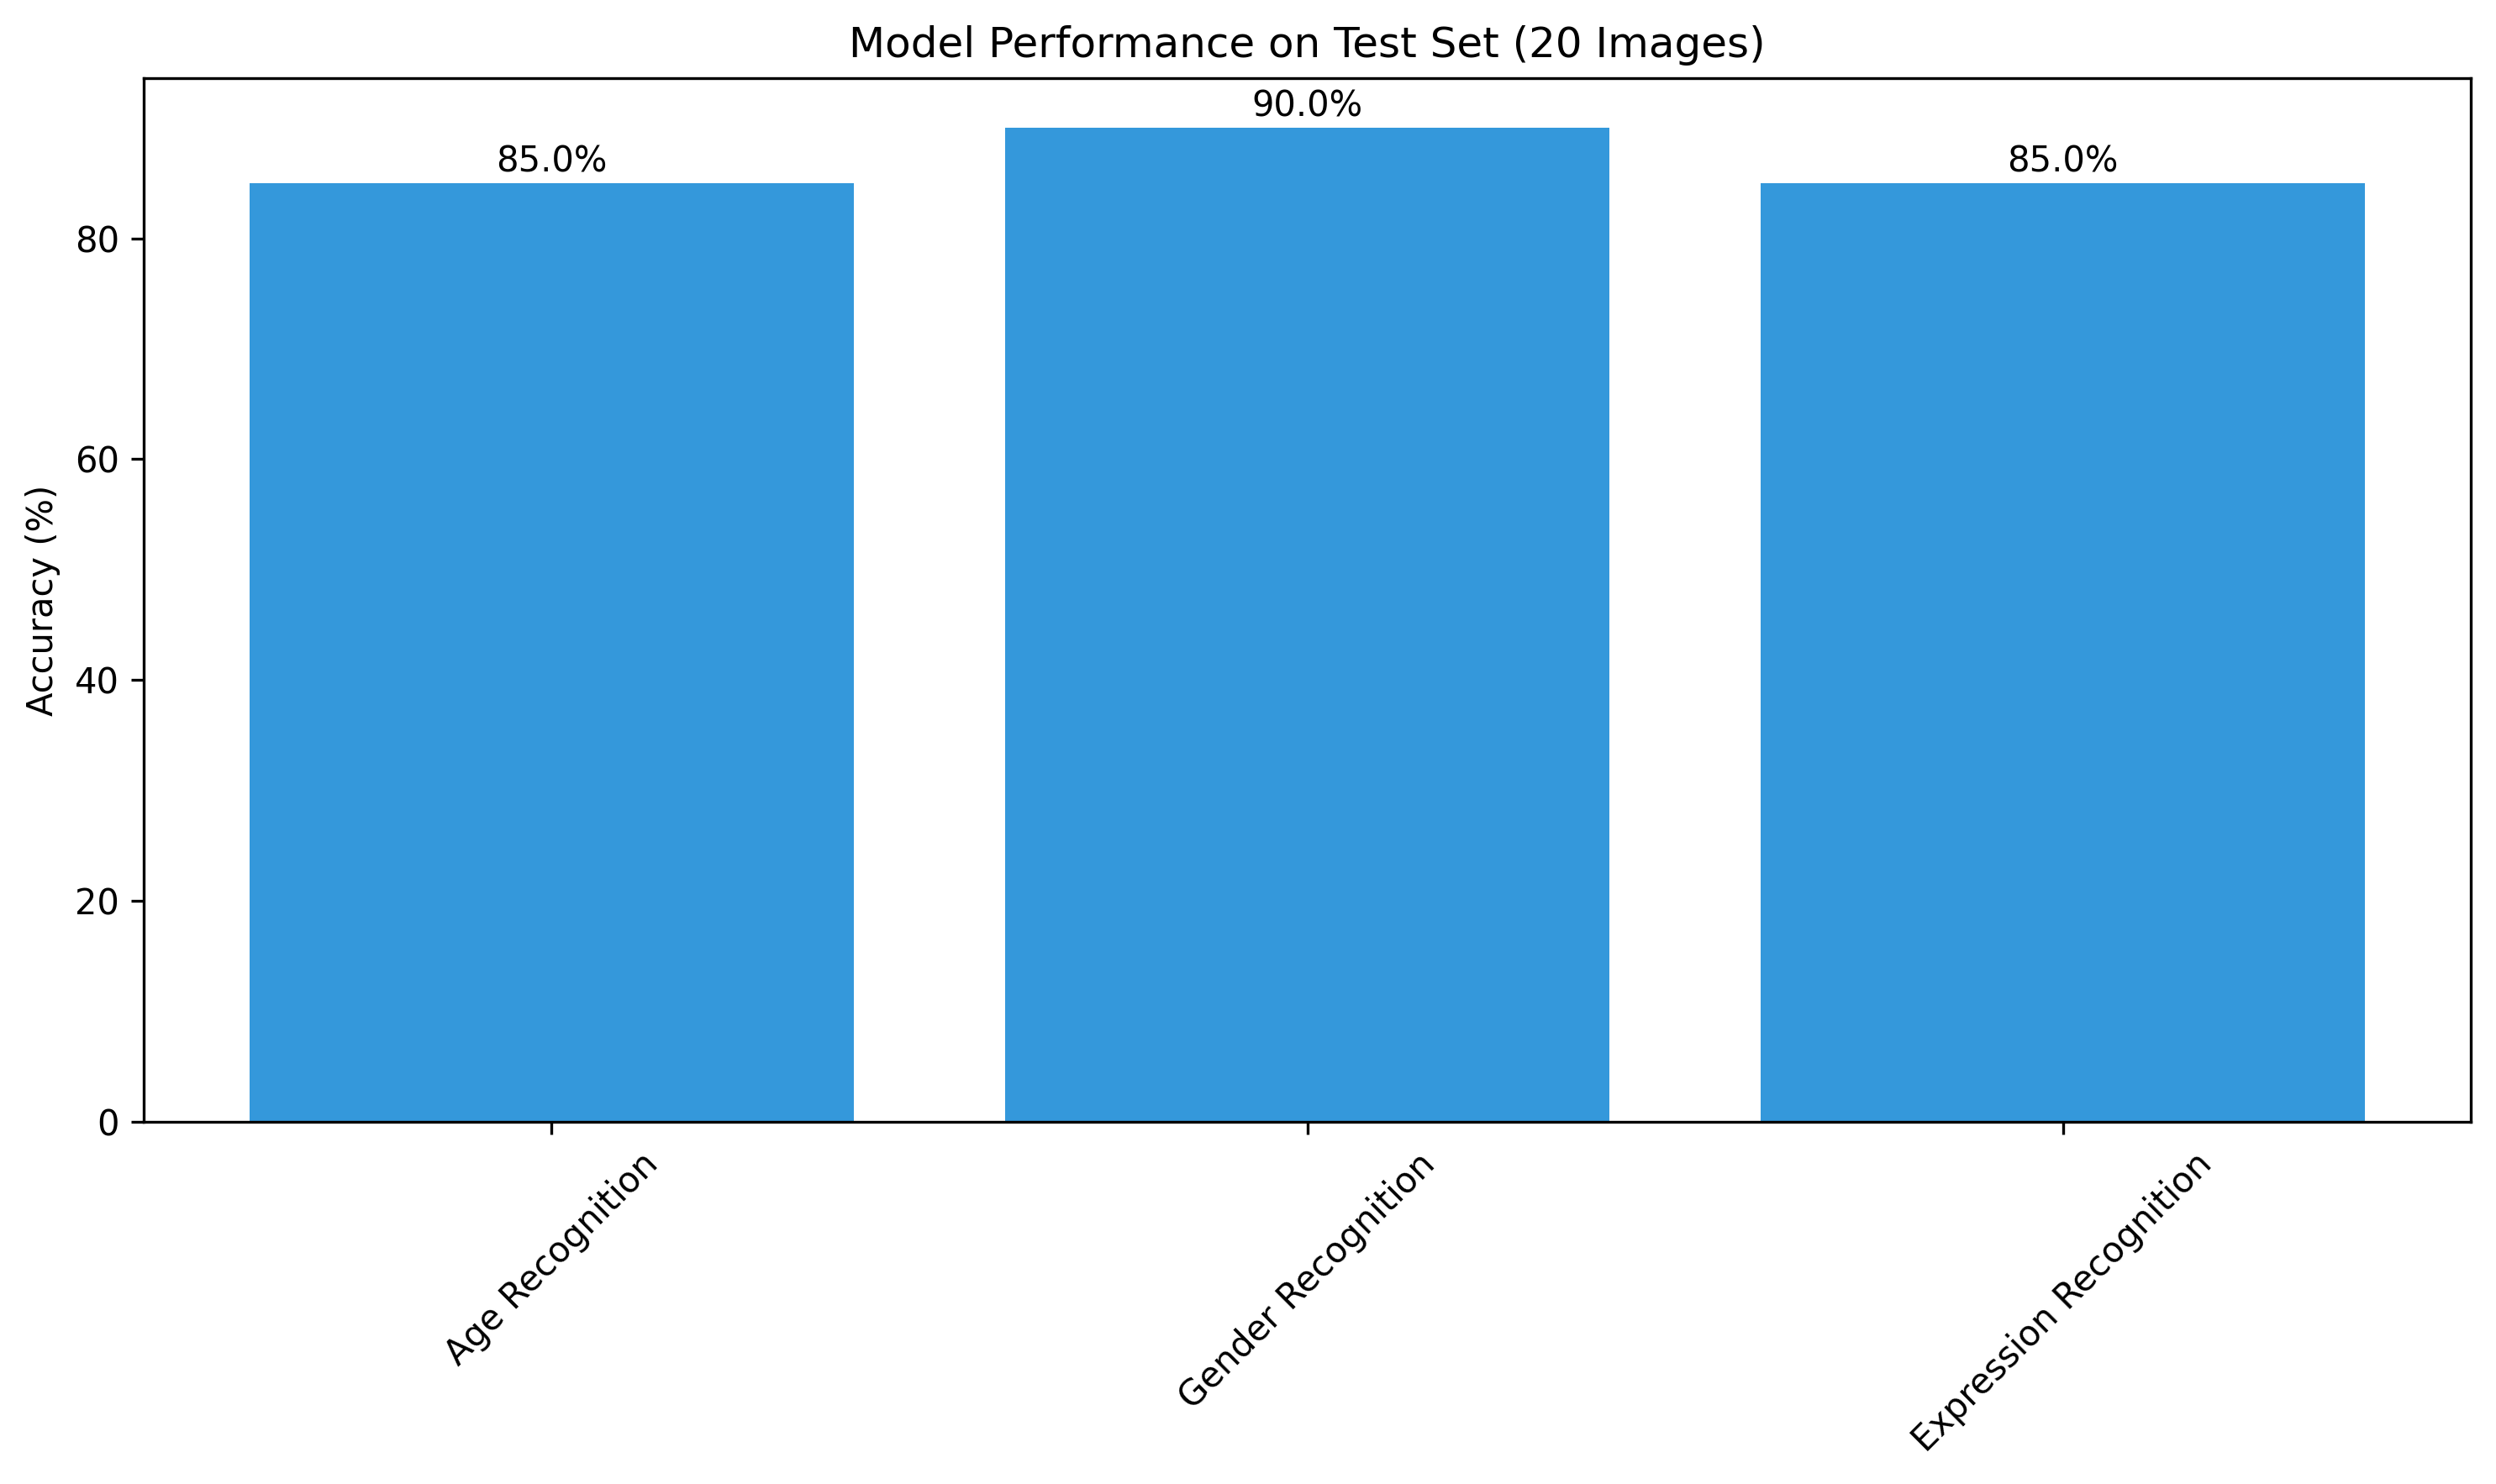 Model Performance on Test Set (20 Images)
85.0%
90.0%
85.0%
Accuracy (%)
80
60
40
20
0
Age Recognition
Gender Recognition
Expression Recognition